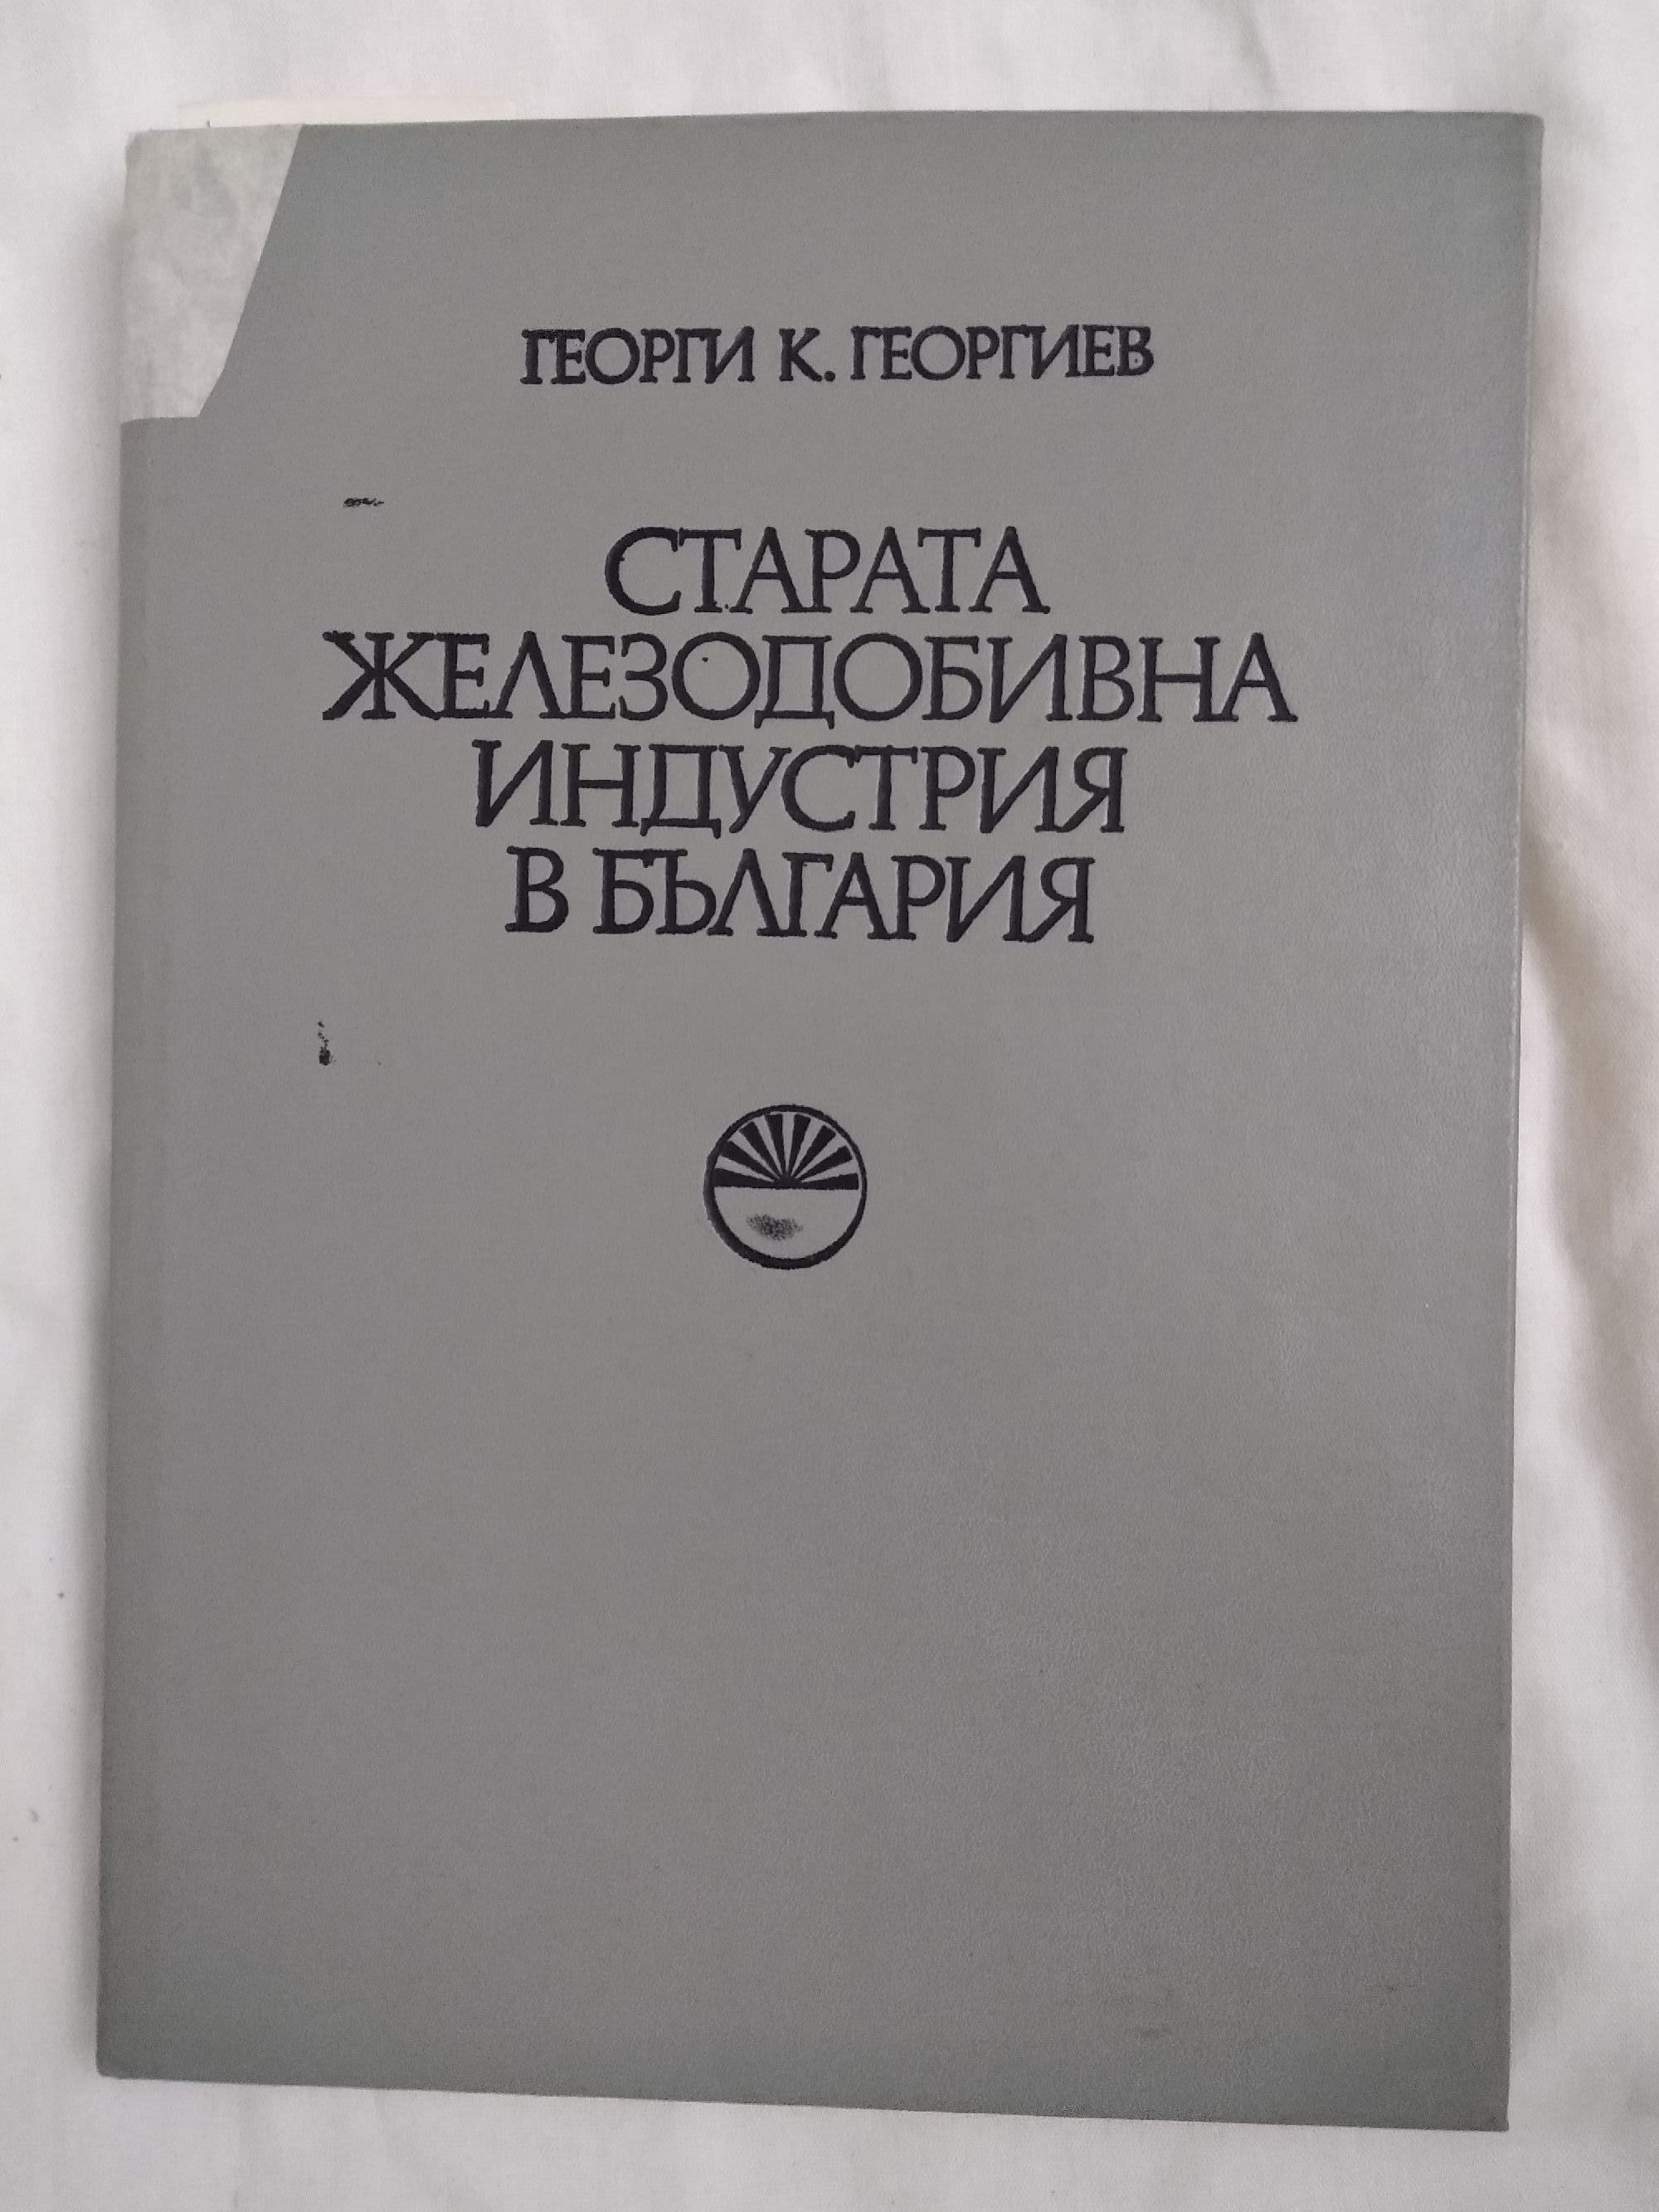 ГЕОРГИ К. ГЕОРГИЕВ
СТАРАТА
ЖЕЛЕЗОДОБИВНА
ИНДУСТРИЯ
В БЪЛГАРИЯ